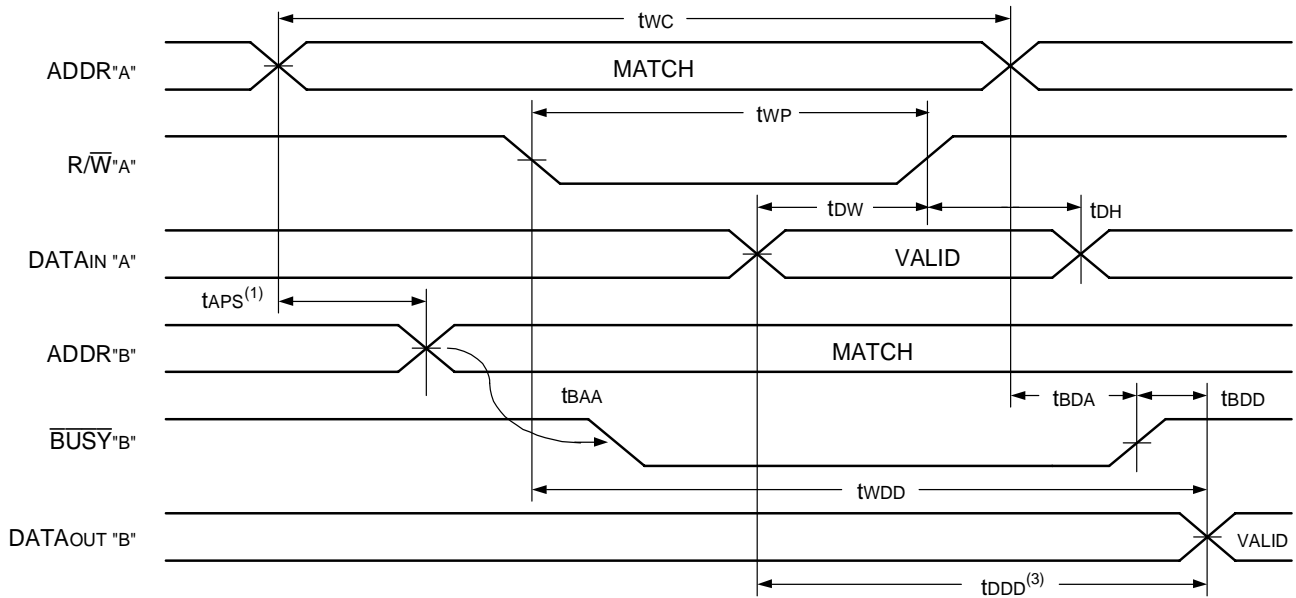 tWC
ADDR"A"
MATCH
tWP
R/W̅"A"
tDW
tDH
DATAIN "A"
VALID
tAPS(1)
ADDR"B"
MATCH
tBAA
tBDA
tBDD
B̅U̅S̅Y̅"B"
tWDD
DATAOUT "B"
VALID
tDDD(3)